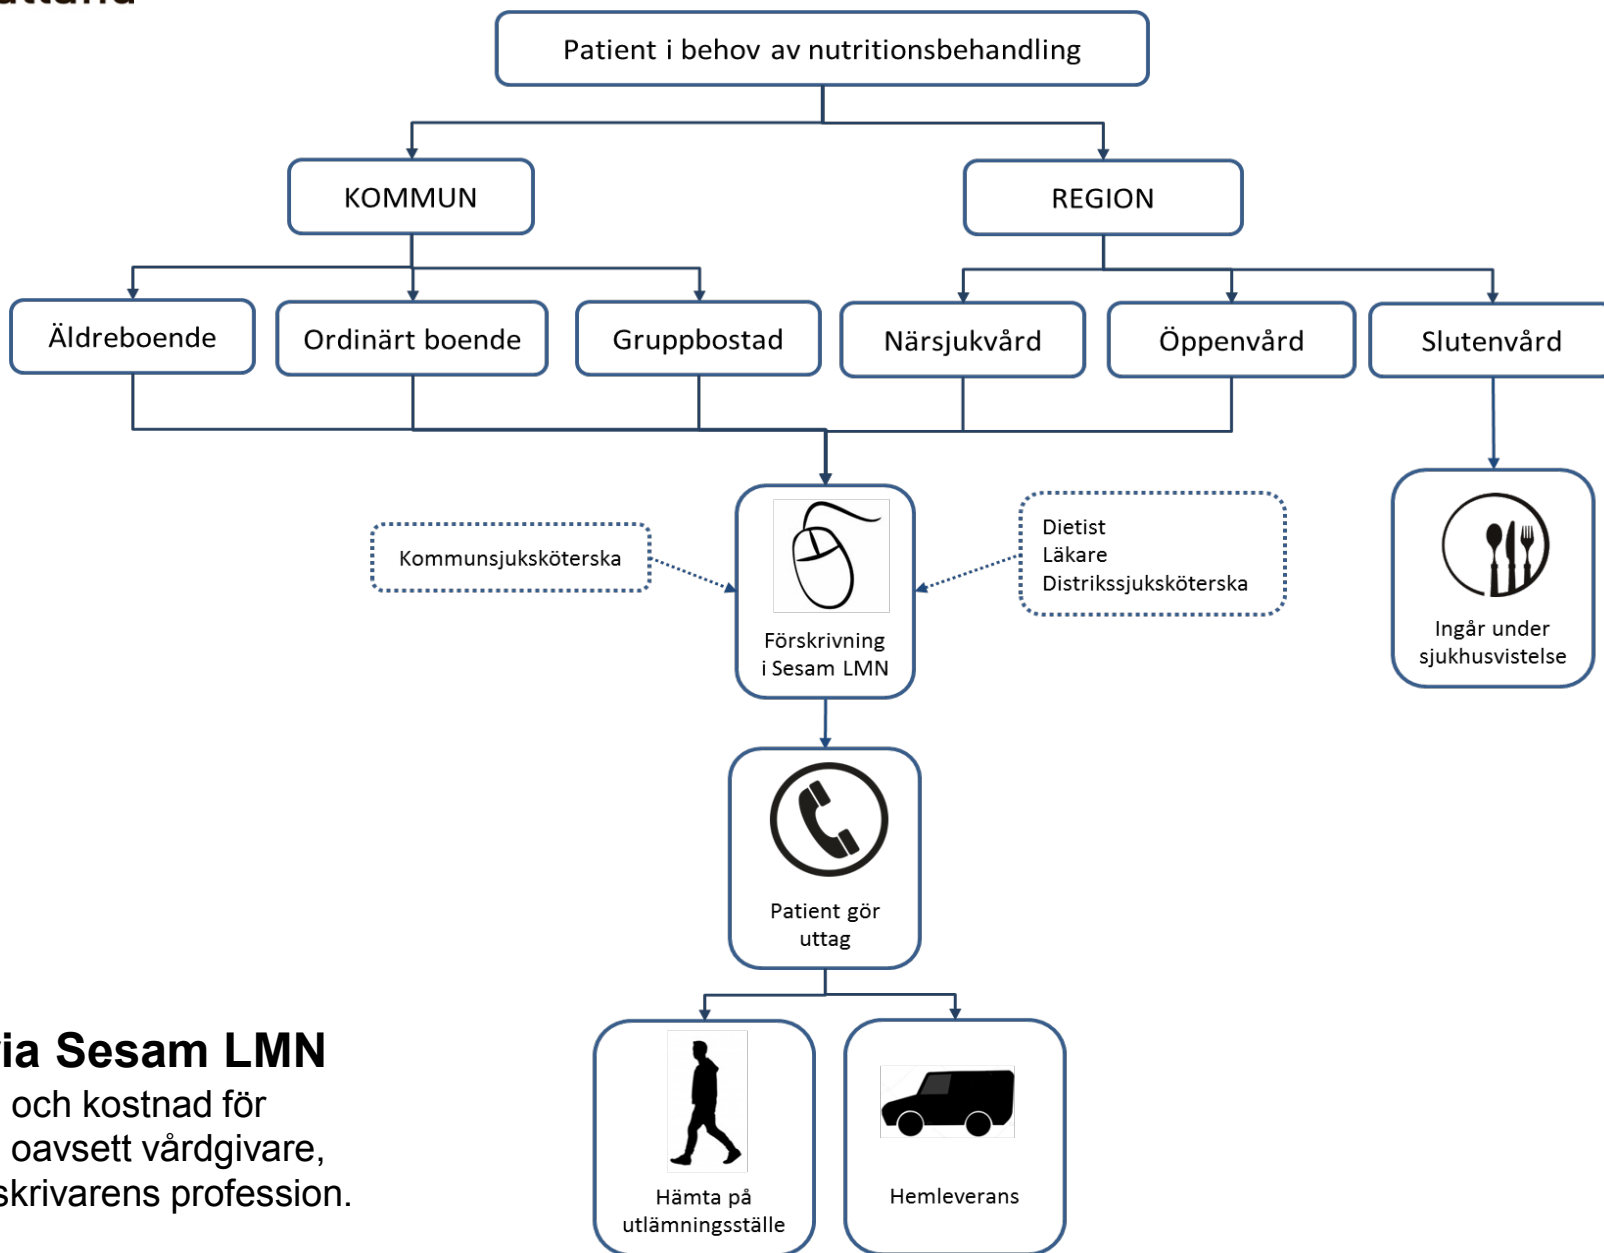 Patient i behov av nutritionsbehandling
KOMMUN
REGION
Äldreboende
Ordinärt boende
Gruppbostad
Närsjukvård
Öppenvård
Slutenvård
Kommunsjuksköterska
Dietist
Läkare
Distrikssjuksköterska
Förskrivning
i Sesam LMN
Ingår under
sjukhusvistelse
Patient gör
uttag
via Sesam LMN
och kostnad för
oavsett vårdgivare,
skrivarens profession.
Hämta på
utlämningsställe
Hemleverans